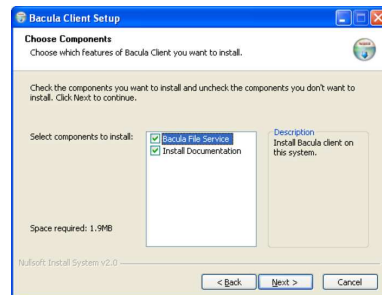 Bacula Client Setup
Choose Components
Choose which features of Bacula Client you want to install.
Check the components you want to install and uncheck the components you don't want to
install. Click Next to continue.
Select components to install:
Bacula File Service
Install Documentation
Description
Install Bacula client on
this system.
Space required: 1.9MB
Nullsoft Install System v2.0
< Back
Next >
Cancel